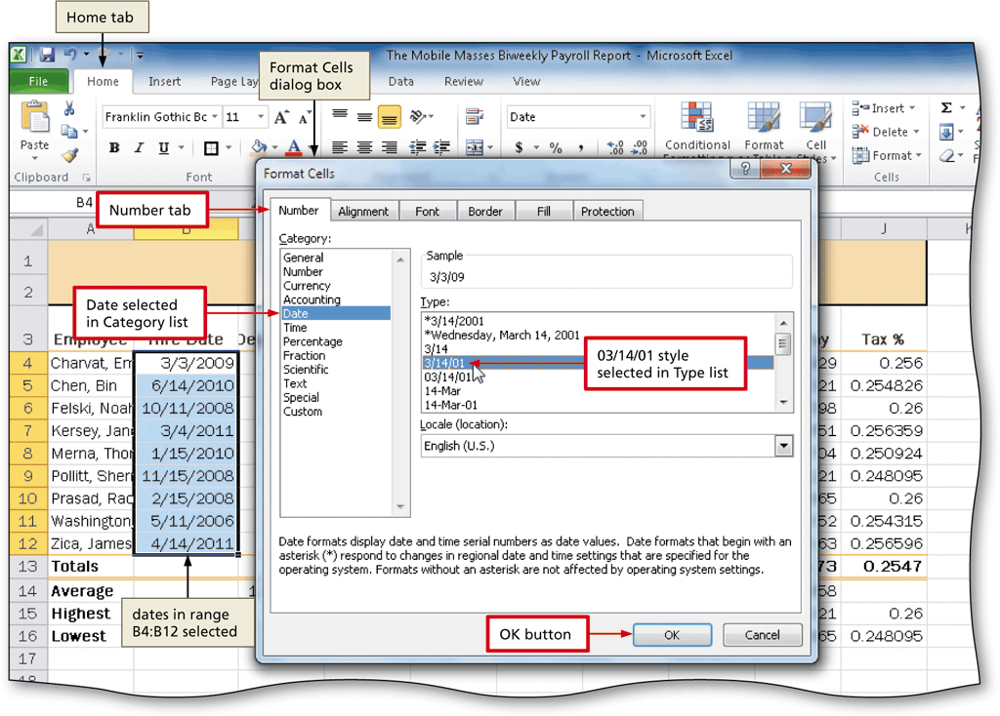 Home tab
The Mobile Masses Biweekly Payroll Report - Microsoft Excel
Format Cells
dialog box
File Home Insert Page Lay Data Review View
Franklin Gothic Bc 11 A A Date Insert
Paste B I U A $ % , Conditional Format Cell Delete
Format
Clipboard Font Cells
Format Cells
B4
Number tab
Number Alignment Font Border Fill Protection
A J
Category:
General
Number
Currency
Accounting
Date
Time
Percentage
Fraction
Scientific
Text
Special
Custom
Sample
3/3/09
Type:
*3/14/2001
*Wednesday, March 14, 2001
3/14
3/14/01
03/14/01
14-Mar
14-Mar-01
03/14/01 style
selected in Type list
Locale (location):
English (U.S.)
Date formats display date and time serial numbers as date values. Date formats that begin with an
asterisk (*) respond to changes in regional date and time settings that are specified for the
operating system. Formats without an asterisk are not affected by operating system settings.
OK button
OK Cancel
Date selected
in Category list
1
2
3 Employee Hire Date De Tax %
4 Charvat, Em 3/3/2009 29 0.256
5 Chen, Bin 6/14/2010 21 0.254826
6 Felski, Noah 10/11/2008 98 0.26
7 Kersey, Jan 3/4/2011 51 0.256359
8 Merna, Thor 1/15/2010 04 0.250924
9 Pollitt, Sherr 11/15/2008 21 0.248095
10 Prasad, Rao 2/15/2008 65 0.26
11 Washington 5/11/2006 52 0.254315
12 Zica, James 4/14/2011 63 0.256596
13 Totals 73 0.2547
14 Average 1 58
15 Highest 21 0.26
16 Lowest 65 0.248095
17
dates in range
B4:B12 selected